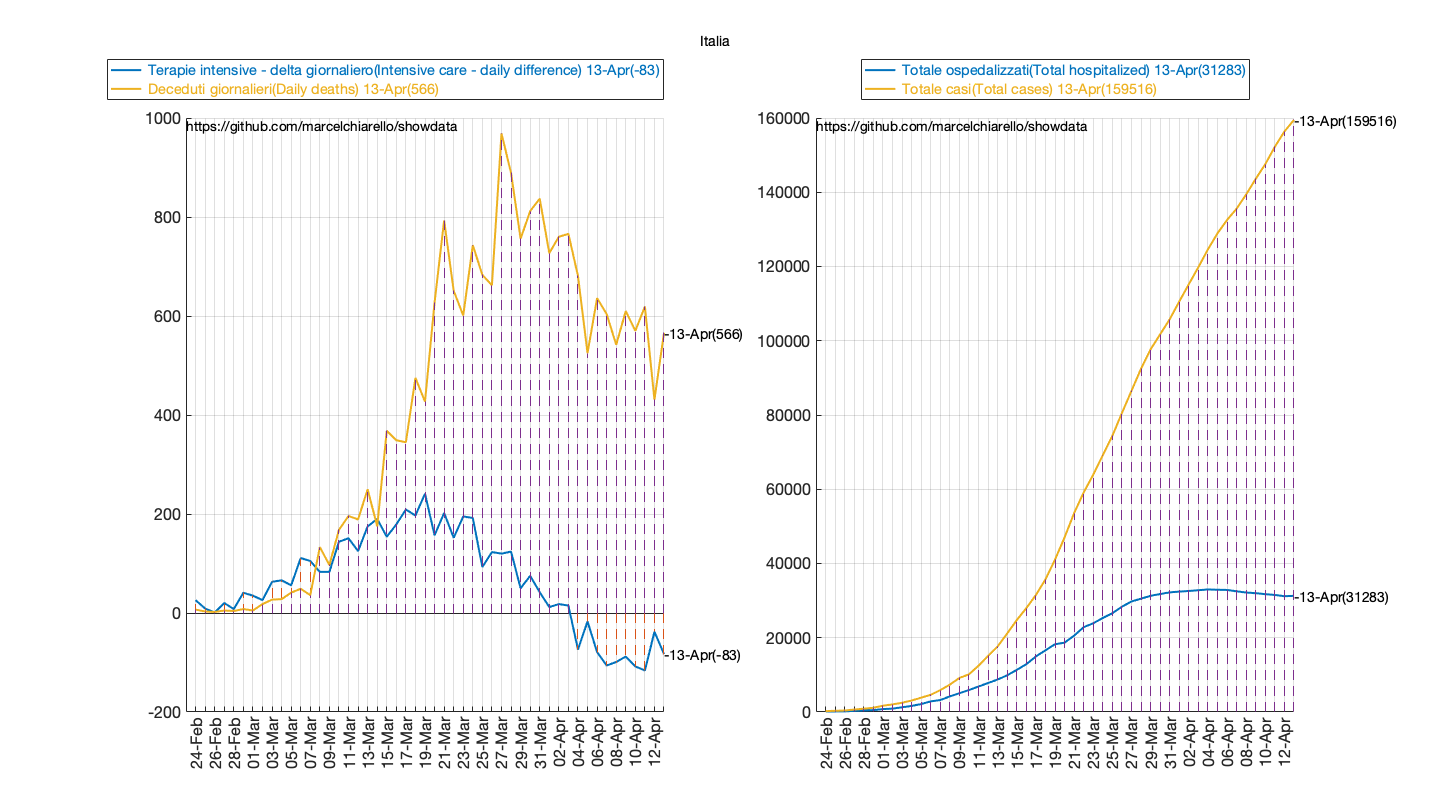 Italia
Terapie intensive - delta giornaliero(Intensive care - daily difference) 13-Apr(-83)
Deceduti giornalieri(Daily deaths) 13-Apr(566)
1000
800
600
400
200
0
-200
https://github.com/marcelchiarello/showdata
-13-Apr(566)
-13-Apr(-83)
24-Feb
26-Feb
28-Feb
01-Mar
03-Mar
05-Mar
07-Mar
09-Mar
11-Mar
13-Mar
15-Mar
17-Mar
19-Mar
21-Mar
23-Mar
25-Mar
27-Mar
29-Mar
31-Mar
02-Apr
04-Apr
06-Apr
08-Apr
10-Apr
12-Apr
Totale ospedalizzati(Total hospitalized) 13-Apr(31283)
Totale casi(Total cases) 13-Apr(159516)
160000
140000
120000
100000
80000
60000
40000
20000
0
https://github.com/marcelchiarello/showdata
-13-Apr(159516)
-13-Apr(31283)
24-Feb
26-Feb
28-Feb
01-Mar
03-Mar
05-Mar
07-Mar
09-Mar
11-Mar
13-Mar
15-Mar
17-Mar
19-Mar
21-Mar
23-Mar
25-Mar
27-Mar
29-Mar
31-Mar
02-Apr
04-Apr
06-Apr
08-Apr
10-Apr
12-Apr